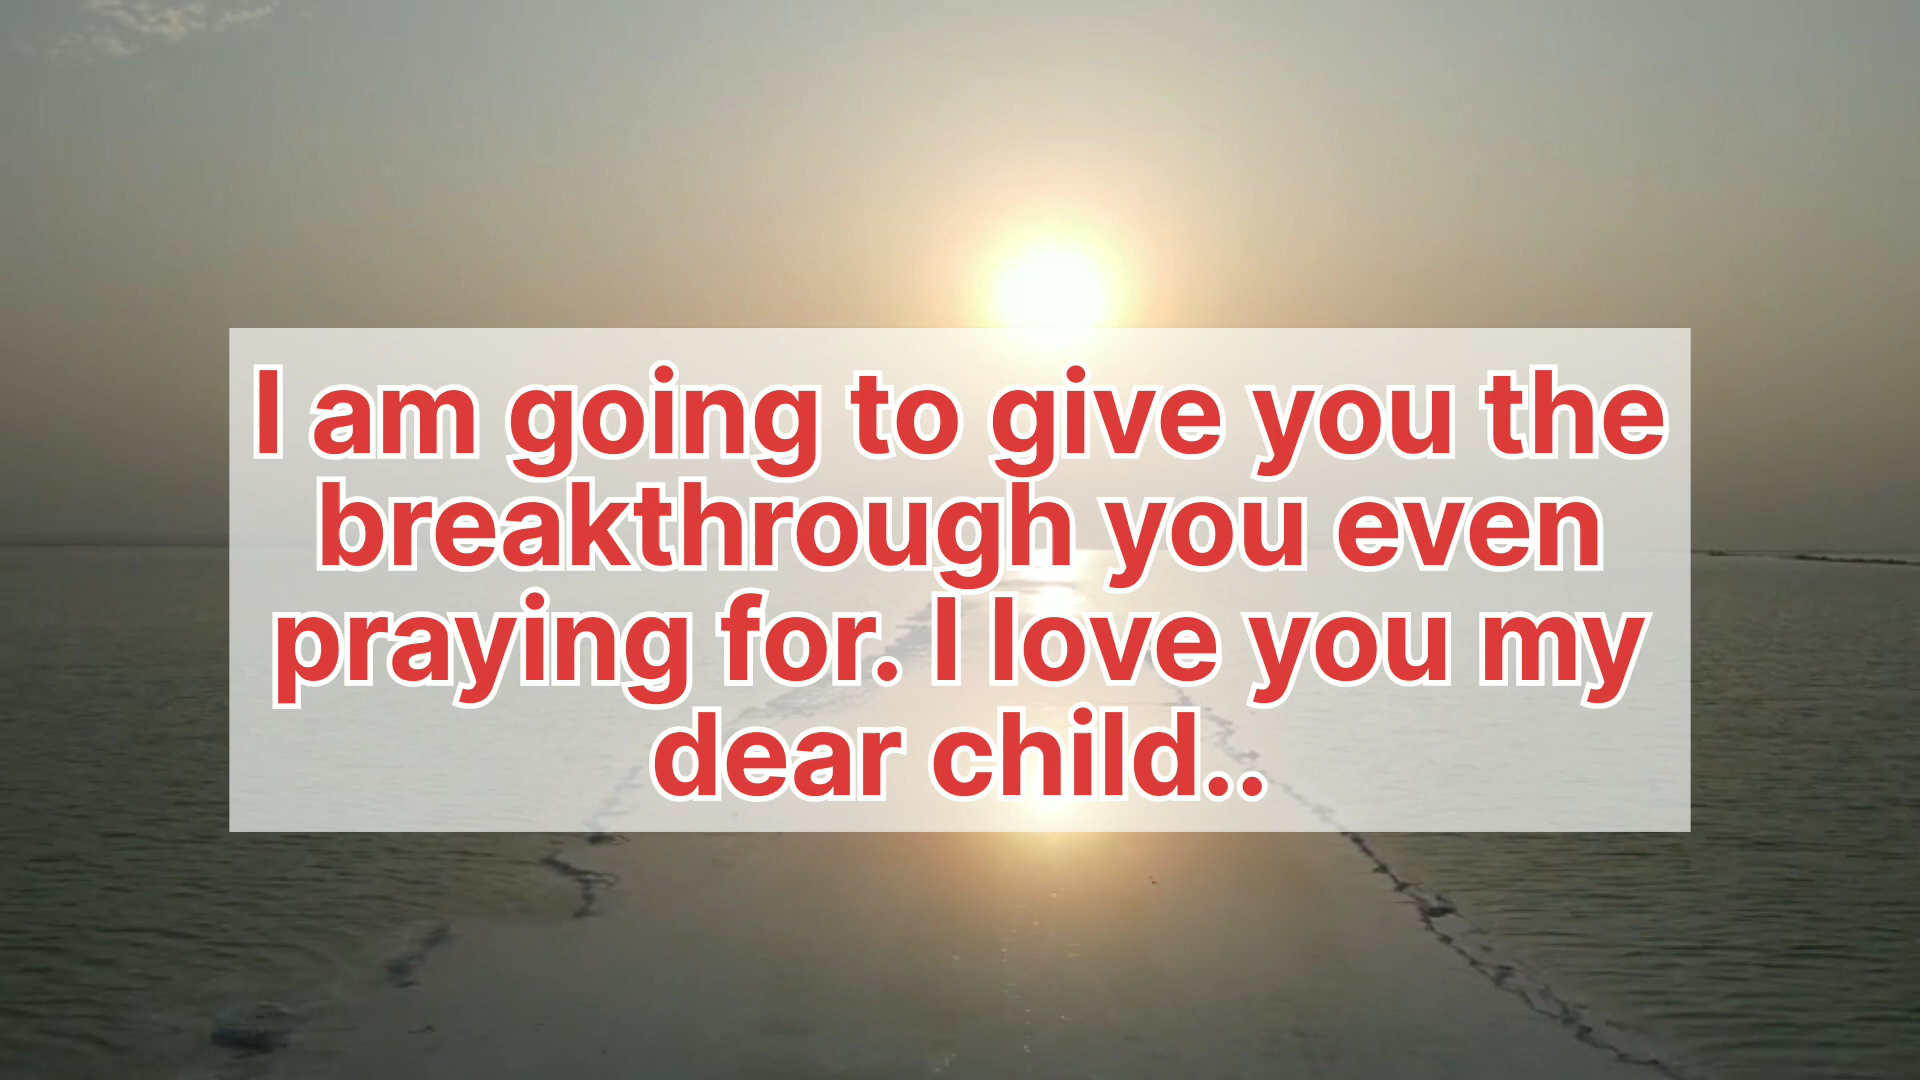 I am going to give you the
breakthrough you even
praying for. I love you my
dear child..